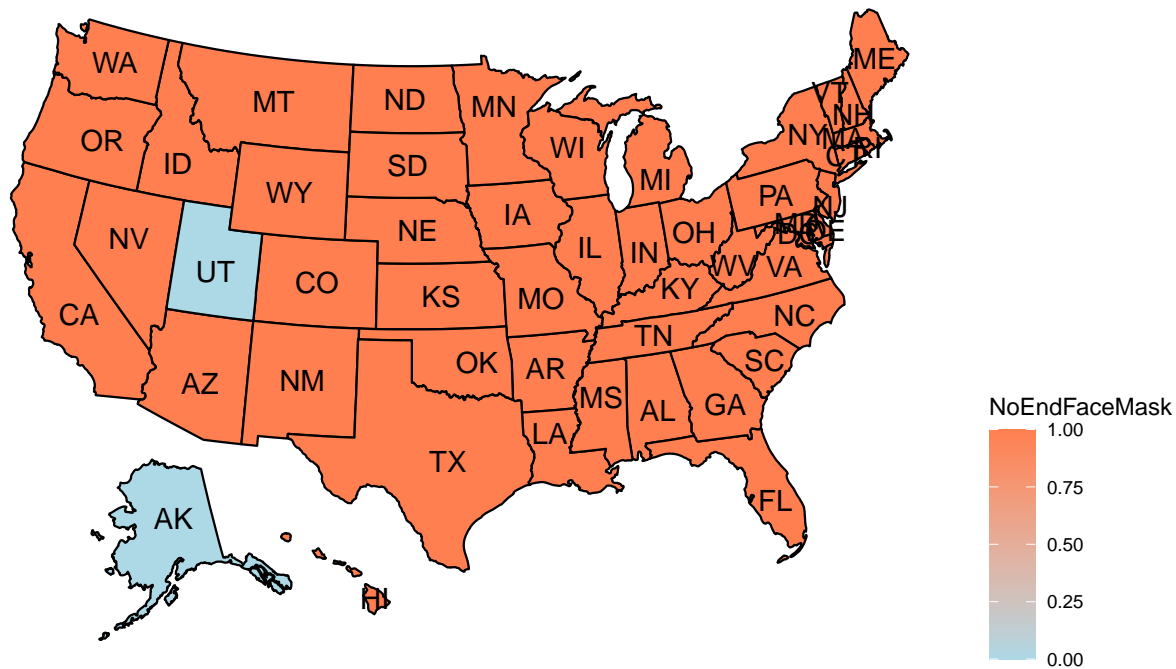 ME
WA
VT
MT
ND
MN
NH
OR
NY
MA
ID
WI
CT
RI
SD
MI
WY
PA
IA
NJ
NV
NE
OH
MD
DE
DC
IL
IN
UT
CO
WV
VA
KS
KY
MO
CA
NC
TN
OK
AR
SC
AZ
NM
MS
AL
GA
LA
TX
FL
AK
HI
NoEndFaceMask
1.00
0.75
0.50
0.25
0.00